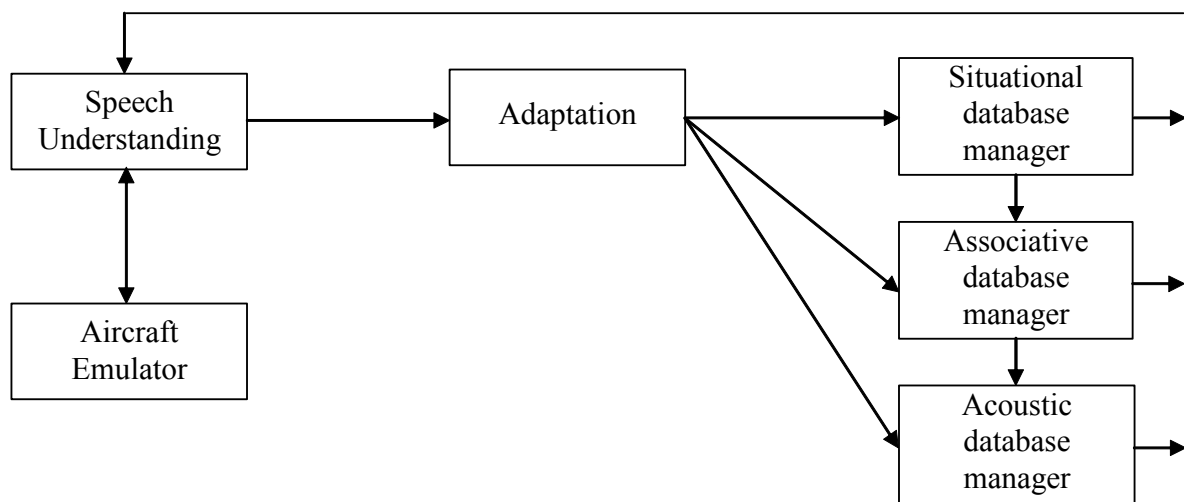 Speech
Understanding
Adaptation
Situational
database
manager
Associative
database
manager
Aircraft
Emulator
Acoustic
database
manager